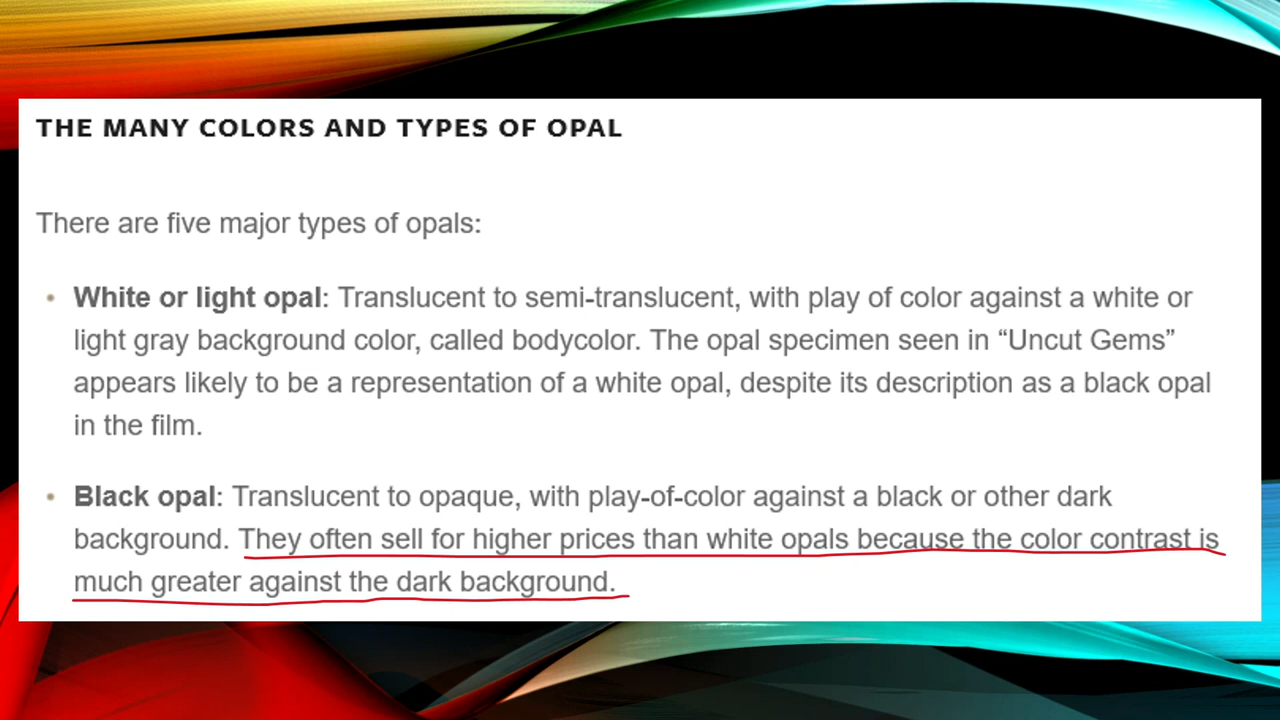 THE MANY COLORS AND TYPES OF OPAL
There are five major types of opals:
• White or light opal: Translucent to semi-translucent, with play of color against a white or
light gray background color, called bodycolor. The opal specimen seen in “Uncut Gems”
appears likely to be a representation of a white opal, despite its description as a black opal
in the film.
• Black opal: Translucent to opaque, with play-of-color against a black or other dark
background. They often sell for higher prices than white opals because the color contrast is
much greater against the dark background.